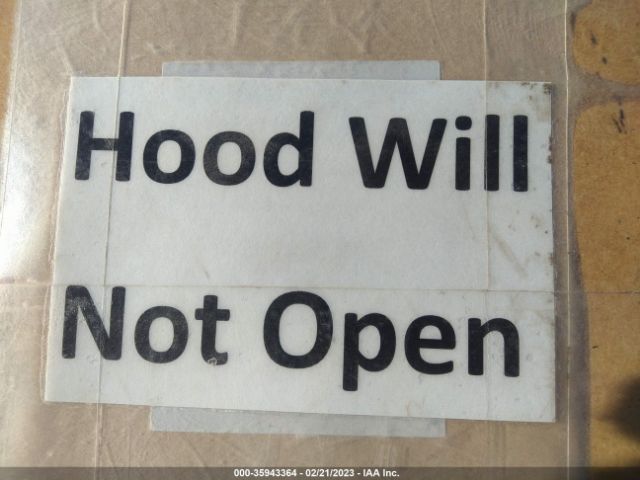 Hood Will
Not Open
000-35943364 - 02/21/2023 - IAA Inc.